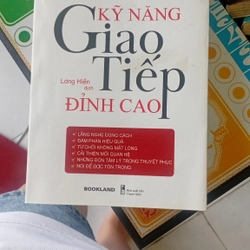 KỸ NĂNG
Giao
Tiếp
Lương Hiền
dịch
ĐỈNH CAO
LẮNG NGHE ĐÚNG CÁCH
ĐÀM PHÁN HIỆU QUẢ
TỪ CHỐI KHÔNG MẤT LÒNG
CẢI THIỆN MỐI QUAN HỆ
NHỮNG ĐÒN TÂM LÝ TRONG THUYẾT PHỤC
NÓI ĐỂ ĐƯỢC TÔN TRỌNG
BOOKLAND